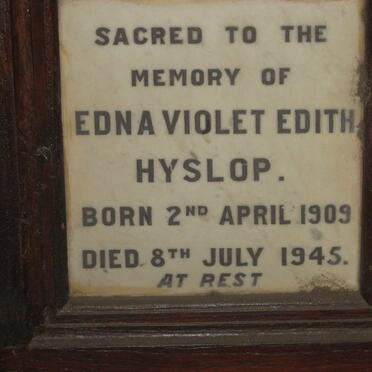 SACRED TO THE
MEMORY OF
EDNA VIOLET EDITH
HYSLOP.
BORN 2ND APRIL 1909
DIED 8TH JULY 1945.
AT REST